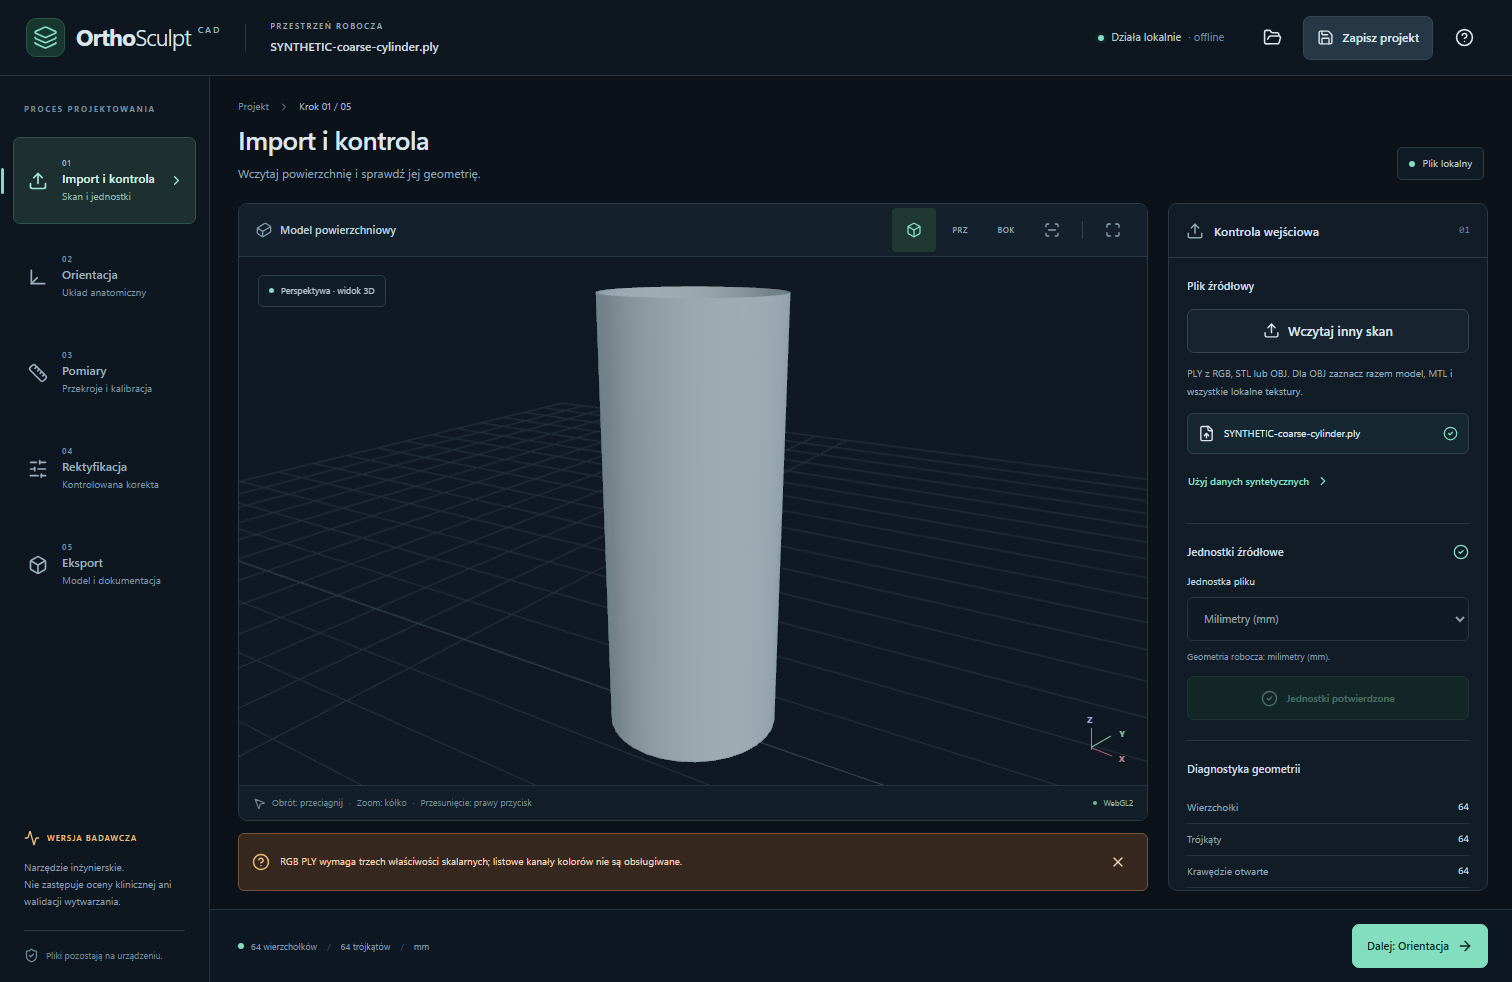 OrthoSculpt CAD
PRZESTRZEŃ ROBOCZA
SYNTHETIC-coarse-cylinder.ply
Działa lokalnie · offline
Zapisz projekt
PROCES PROJEKTOWANIA
01
Import i kontrola
Skan i jednostki
02
Orientacja
Układ anatomiczny
03
Pomiary
Przekroje i kalibracja
04
Rektyfikacja
Kontrolowana korekta
05
Eksport
Model i dokumentacja
WERSJA BADAWCZA
Narzędzie inżynierskie.
Nie zastępuje oceny klinicznej ani
walidacji wytwarzania.
Pliki pozostają na urządzeniu.
Projekt > Krok 01 / 05
Import i kontrola
Wczytaj powierzchnię i sprawdź jej geometrię.
Plik lokalny
Model powierzchniowy
PRZ
BOK
Perspektywa · widok 3D
Z
Y
X
Obrót: przeciągnij · Zoom: kółko · Przesunięcie: prawy przycisk
WebGL2
RGB PLY wymaga trzech właściwości skalarnych; listowe kanały kolorów nie są obsługiwane.
Kontrola wejściowa
01
Plik źródłowy
Wczytaj inny skan
PLY z RGB, STL lub OBJ. Dla OBJ zaznacz razem model, MTL i
wszystkie lokalne tekstury.
SYNTHETIC-coarse-cylinder.ply
Użyj danych syntetycznych
Jednostki źródłowe
Jednostka pliku
Milimetry (mm)
Geometria robocza: milimetry (mm).
Jednostki potwierdzone
Diagnostyka geometrii
Wierzchołki 64
Trójkąty 64
Krawędzie otwarte 64
64 wierzchołków / 64 trójkątów / mm
Dalej: Orientacja